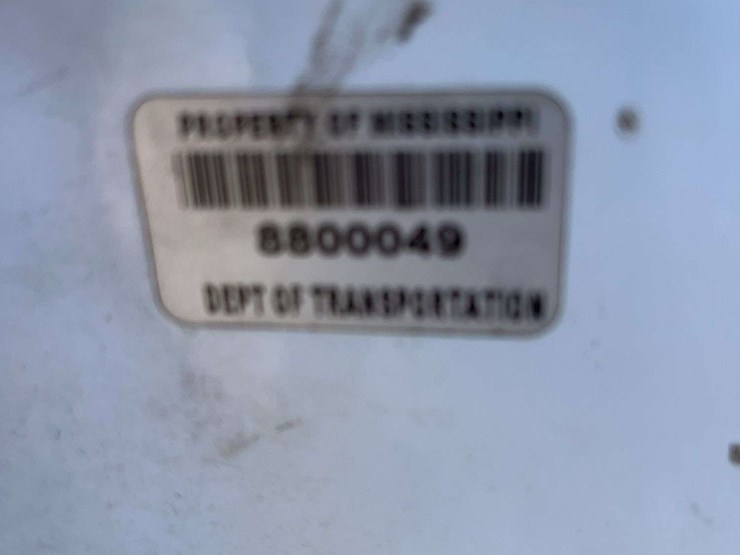 PROPERTY OF MISSISSIPPI
8800049
DEPT OF TRANSPORTATION